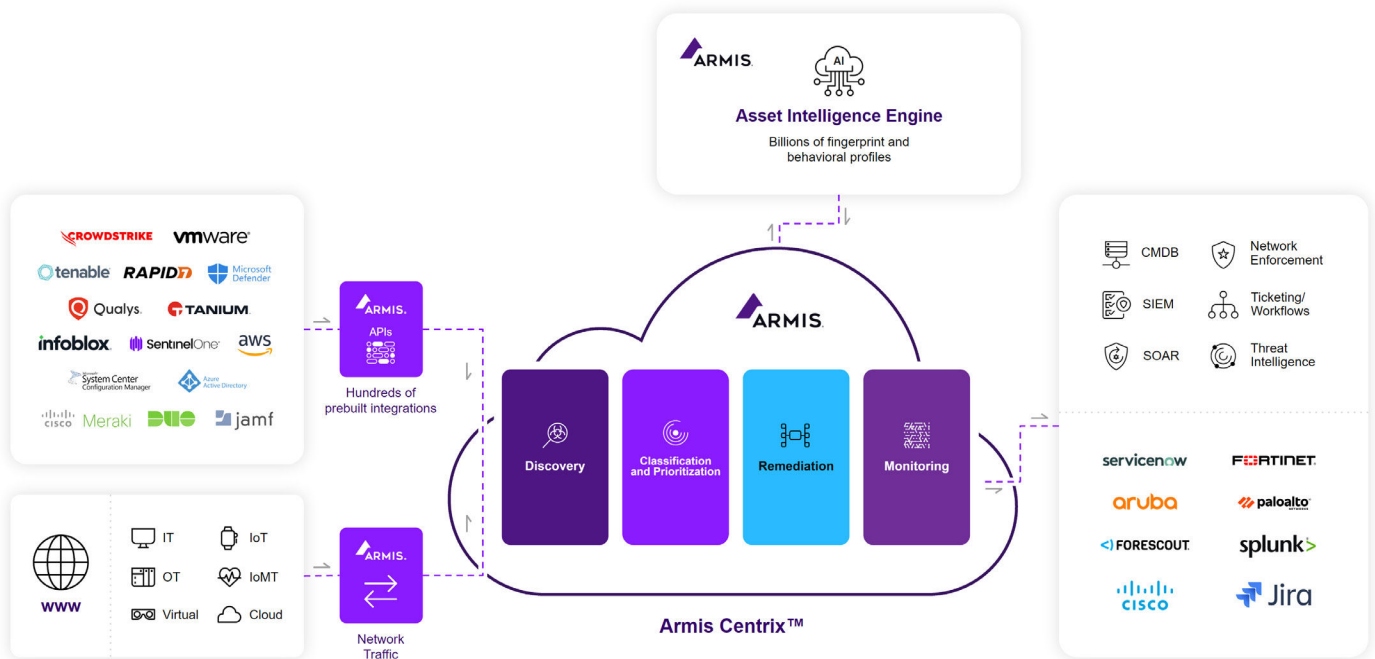 ARMIS.
AI
Asset Intelligence Engine
Billions of fingerprint and
behavioral profiles
CROWDSTRIKE
vmware®
tenable
RAPID7
Microsoft
Defender
Qualys.
TANIUM
infoblox
SentinelOne
aws
Microsoft
System Center
Configuration Manager
Azure
Active Directory
CISCO
Meraki
DUO
jamf
ARMIS.
APIs
Hundreds of
prebuilt integrations
WWW
IT
IoT
OT
IoMT
Virtual
Cloud
ARMIS.
Network
Traffic
ARMIS.
Discovery
Classification
and Prioritization
Remediation
Monitoring
Armis Centrix™
CMDB
Network
Enforcement
SIEM
Ticketing/
Workflows
SOAR
Threat
Intelligence
servicenow
FORTINET
aruba
paloalto
NETWORKS
FORESCOUT
splunk>
CISCO
Jira